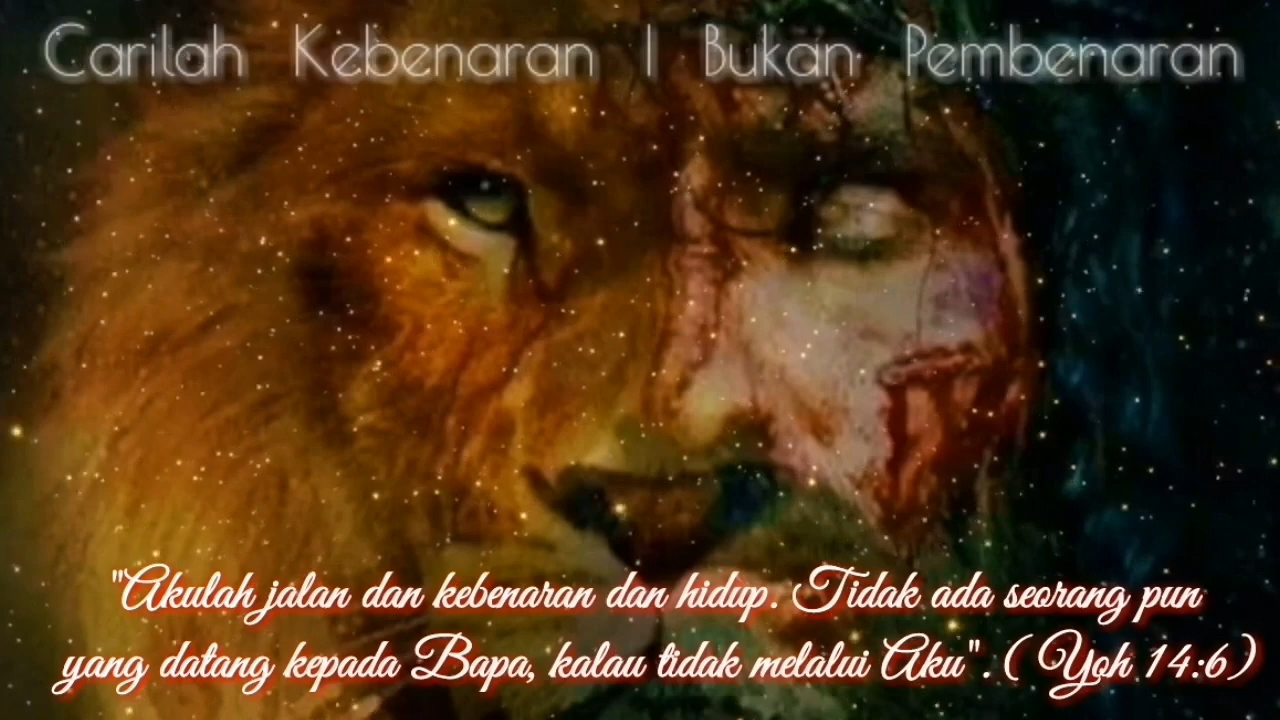 Carilah Kebenaran | Bukan Pembenaran
"Akulah jalan dan kebenaran dan hidup. Tidak ada seorang pun
yang datang kepada Bapa, kalau tidak melalui Aku". ( Yoh 14:6)